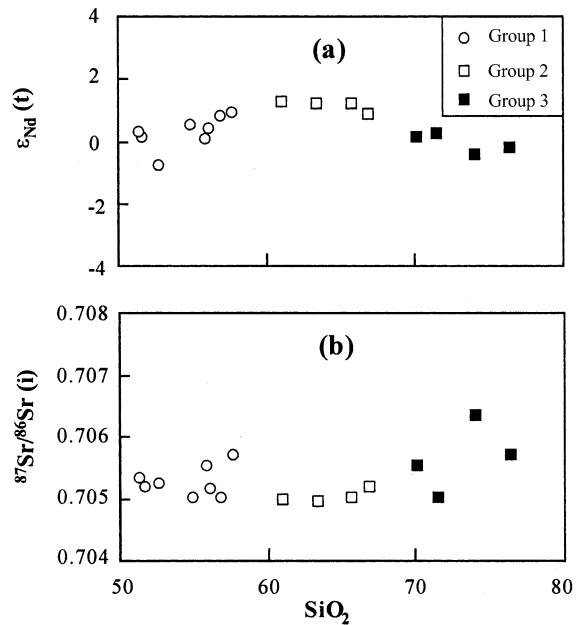 4
(a)
Group 1
2
Group 2
Group 3
εNd (t)
0
-2
-4
0.708
(b)
0.707
87Sr/86Sr (i)
0.706
0.705
0.704
50 60 70 80
SiO2